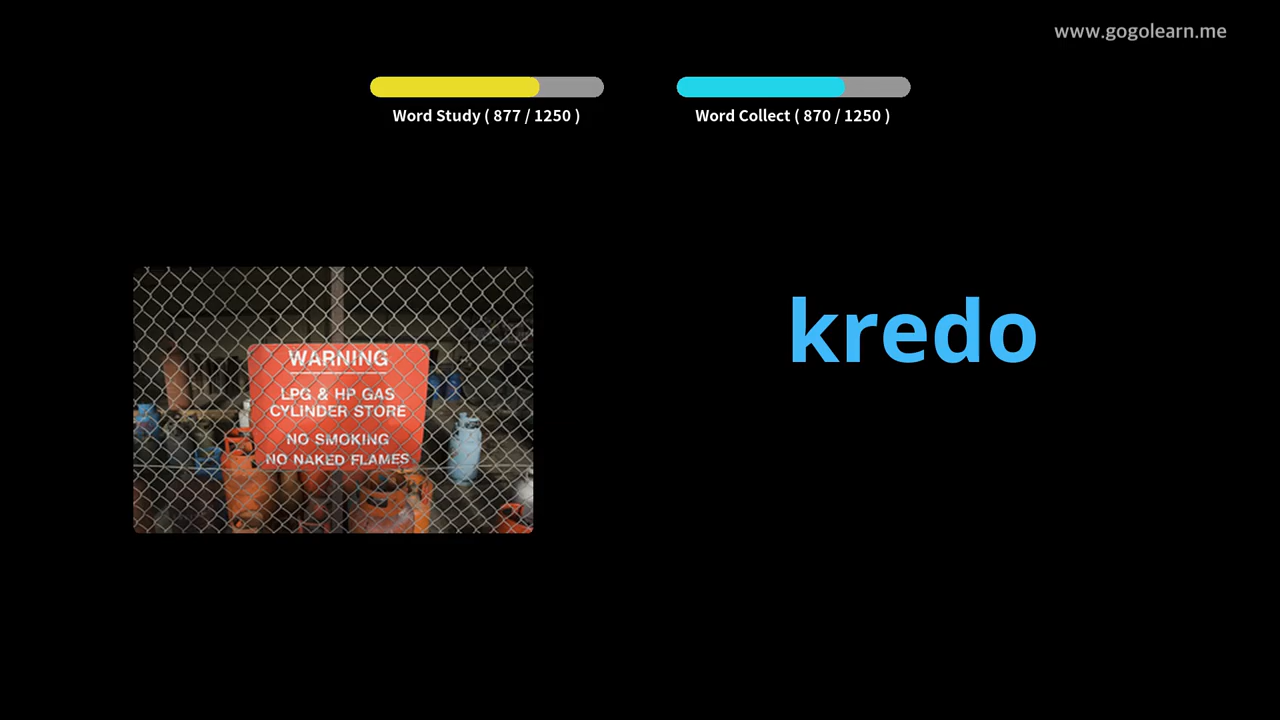 www.gogolearn.me
Word Study ( 877 / 1250 )
Word Collect ( 870 / 1250 )
WARNING
LPG & HP GAS
CYLINDER STORE
NO SMOKING
NO NAKED FLAMES
kredo